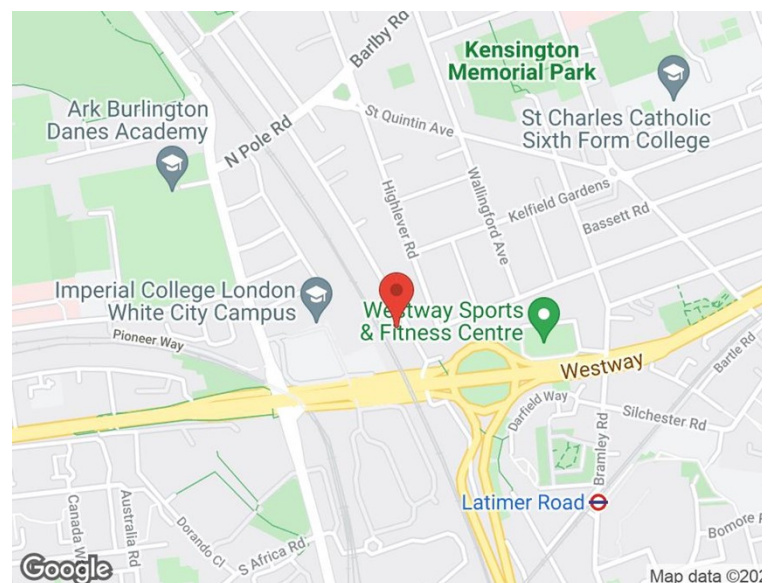 Barlby Rd
Kensington
Memorial Park
Ark Burlington
Danes Academy
N Pole Rd
St Quintin Ave
St Charles Catholic
Sixth Form College
Highlever Rd
Wallingford Ave
Kelfield Gardens
Bassett Rd
Imperial College London
White City Campus
Westway Sports
& Fitness Centre
Pioneer Way
Westway
Bartle Rd
Darfield Way
Silchester Rd
Bramley Rd
Latimer Road
Canada W
Australia Rd
Dorando Cl
S Africa Rd
Bomore
Google
Map data ©202